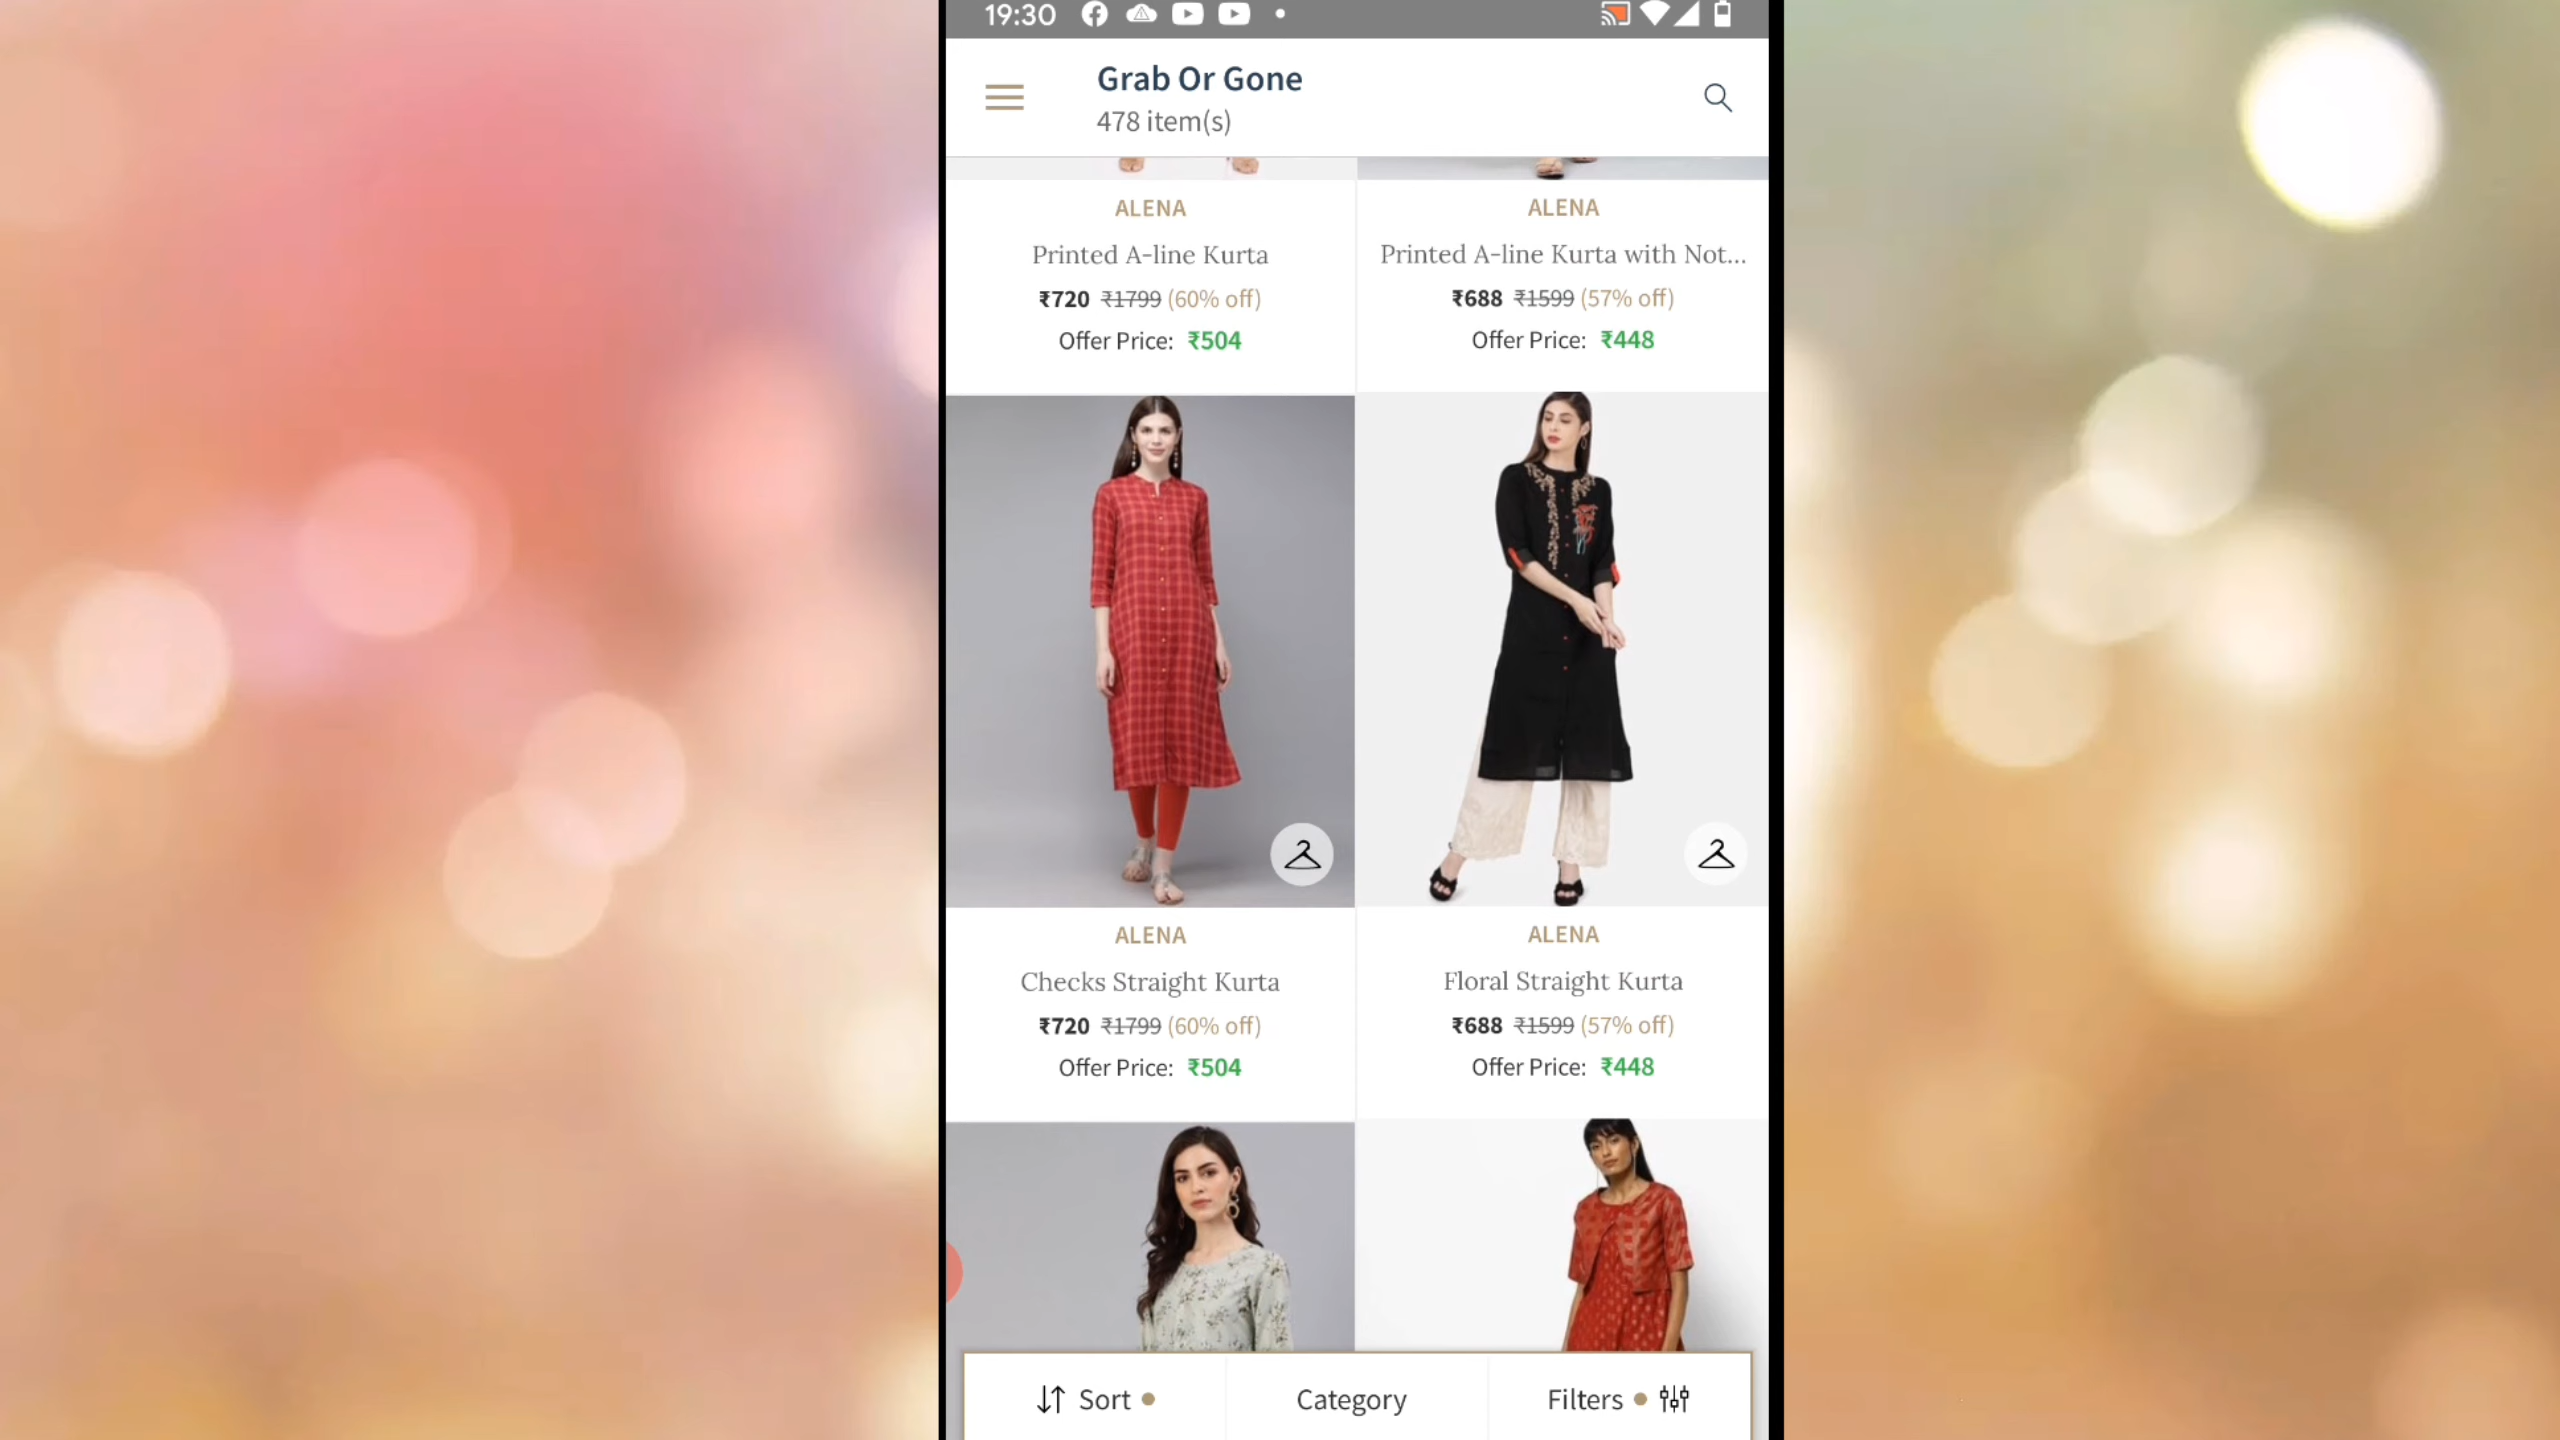 19:30
Grab Or Gone
478 item(s)
ALENA
Printed A-line Kurta
₹720 ₹1799 (60% off)
Offer Price: ₹504
ALENA
Printed A-line Kurta with Not...
₹688 ₹1599 (57% off)
Offer Price: ₹448
ALENA
Checks Straight Kurta
₹720 ₹1799 (60% off)
Offer Price: ₹504
ALENA
Floral Straight Kurta
₹688 ₹1599 (57% off)
Offer Price: ₹448
Sort
Category
Filters